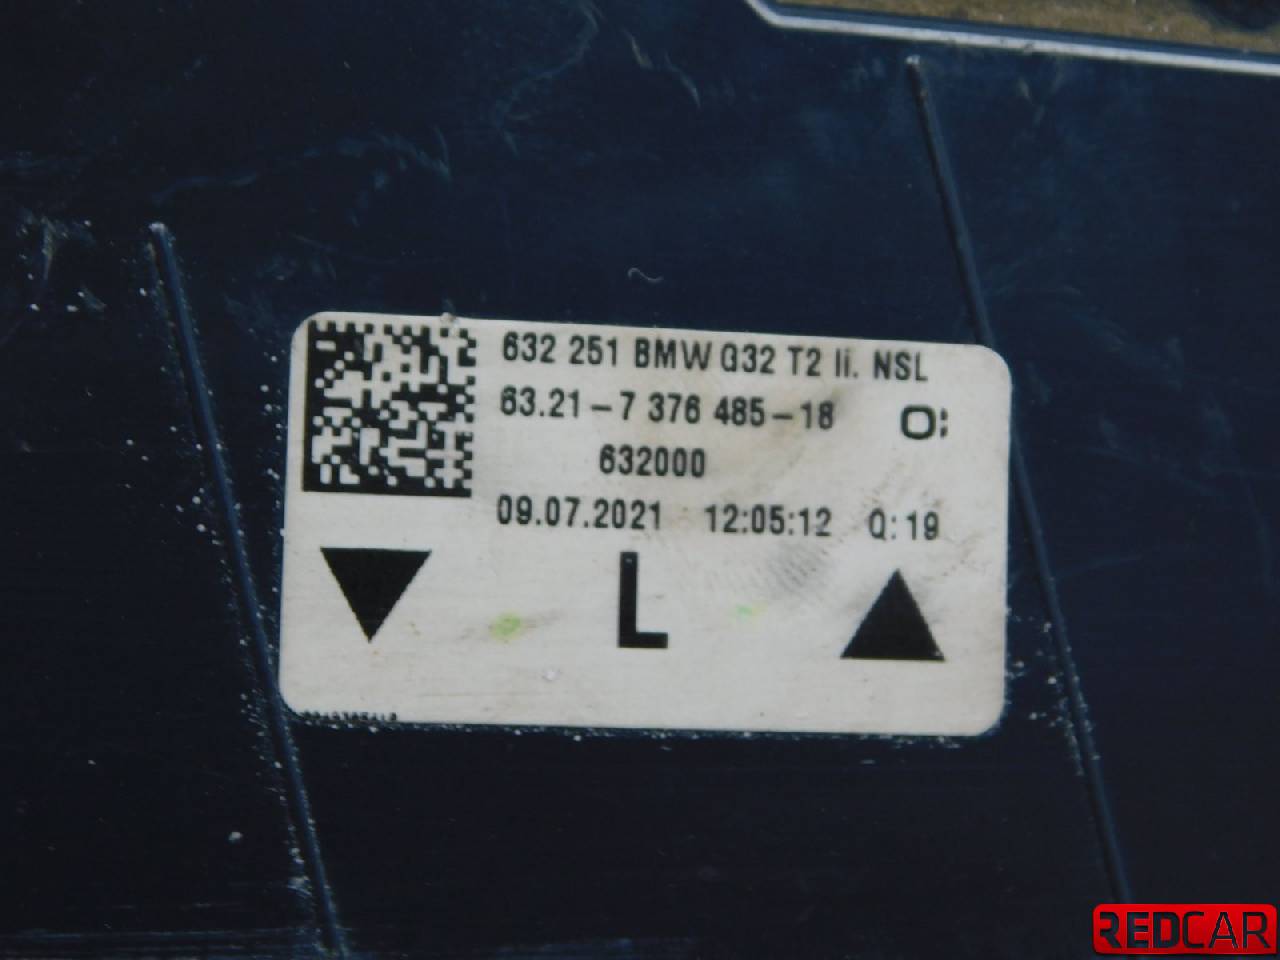 632 251 BMW G32 T2 li. NSL
63.21-7 376 485-18 O:
632000
09.07.2021 12:05:12 Q: 19
L
REDCAR